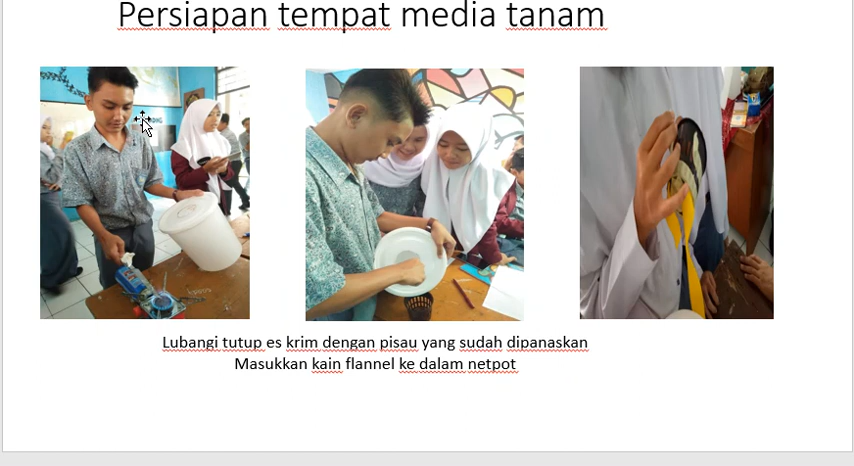 Persiapan tempat media tanam
Lubangi tutup es krim dengan pisau yang sudah dipanaskan
Masukkan kain flannel ke dalam netpot